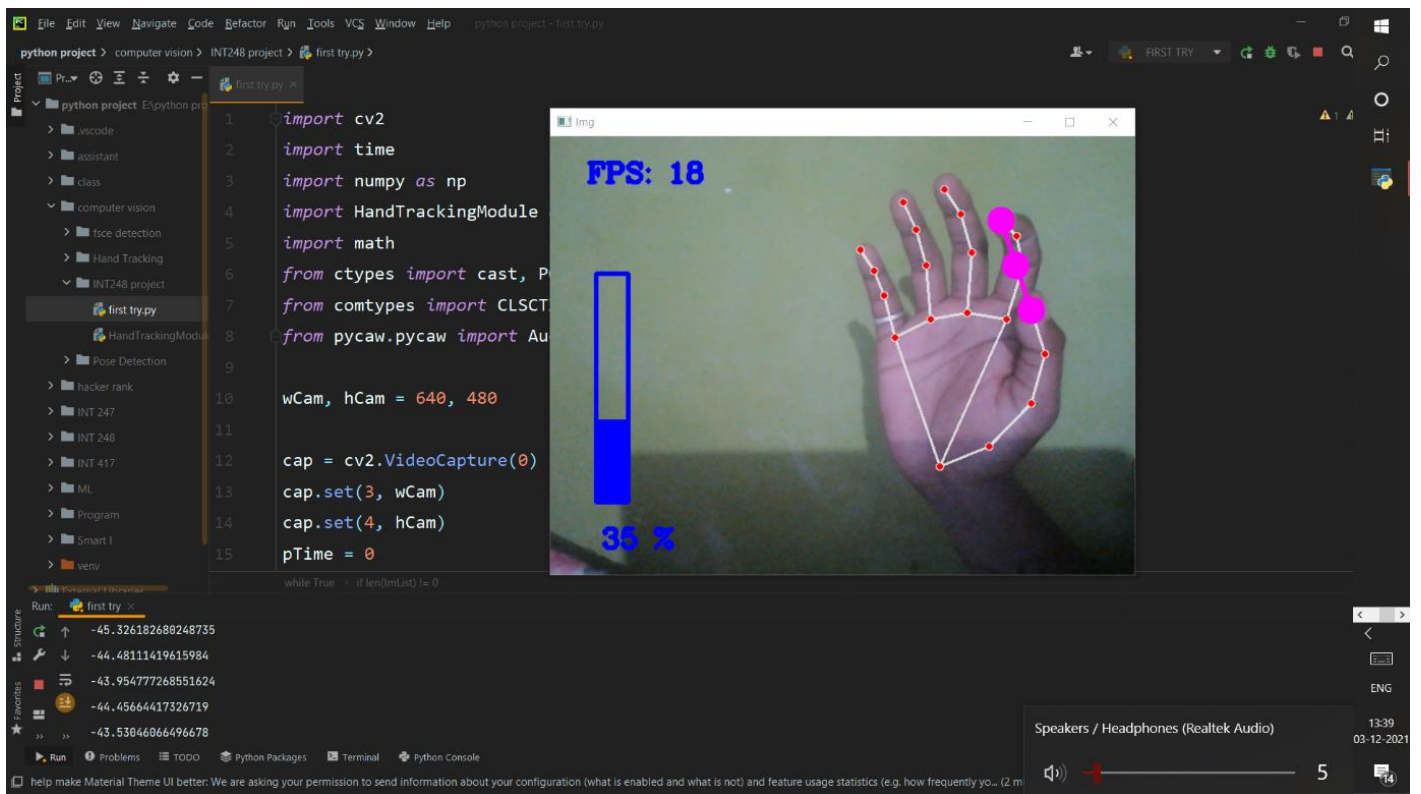 File Edit View Navigate Code Refactor Run Tools VCS Window Help python project - first try.py
python project > computer vision > INT248 project > first try.py >
FIRST TRY
Project
Pr...
first try.py
python project E:\python pro
.vscode
assistant
class
computer vision
fsce detection
Hand Tracking
INT248 project
first try.py
HandTrackingModu
Pose Detection
hacker rank
INT 247
INT 248
INT 417
ML
Program
Smart I
venv
External Libraries
1 import cv2
2 import time
3 import numpy as np
4 import HandTrackingModule
5 import math
6 from ctypes import cast, P
7 from comtypes import CLSCT
8 from pycaw.pycaw import Au
9
10 wCam, hCam = 640, 480
11
12 cap = cv2.VideoCapture(0)
13 cap.set(3, wCam)
14 cap.set(4, hCam)
15 pTime = 0
while True if len(lmList) != 0
1
Img
FPS: 18
35 %
Run: first try
-45.326182680248735
-44.48111419615984
-43.954777268551624
-44.45664417326719
-43.53046066496678
Structure
Favorites
Run Problems TODO Python Packages Terminal Python Console
help make Material Theme UI better: We are asking your permission to send information about your configuration (what is enabled and what is not) and feature usage statistics (e.g. how frequently yo... (2 m
Speakers / Headphones (Realtek Audio)
5
ENG
13:39
03-12-2021
14